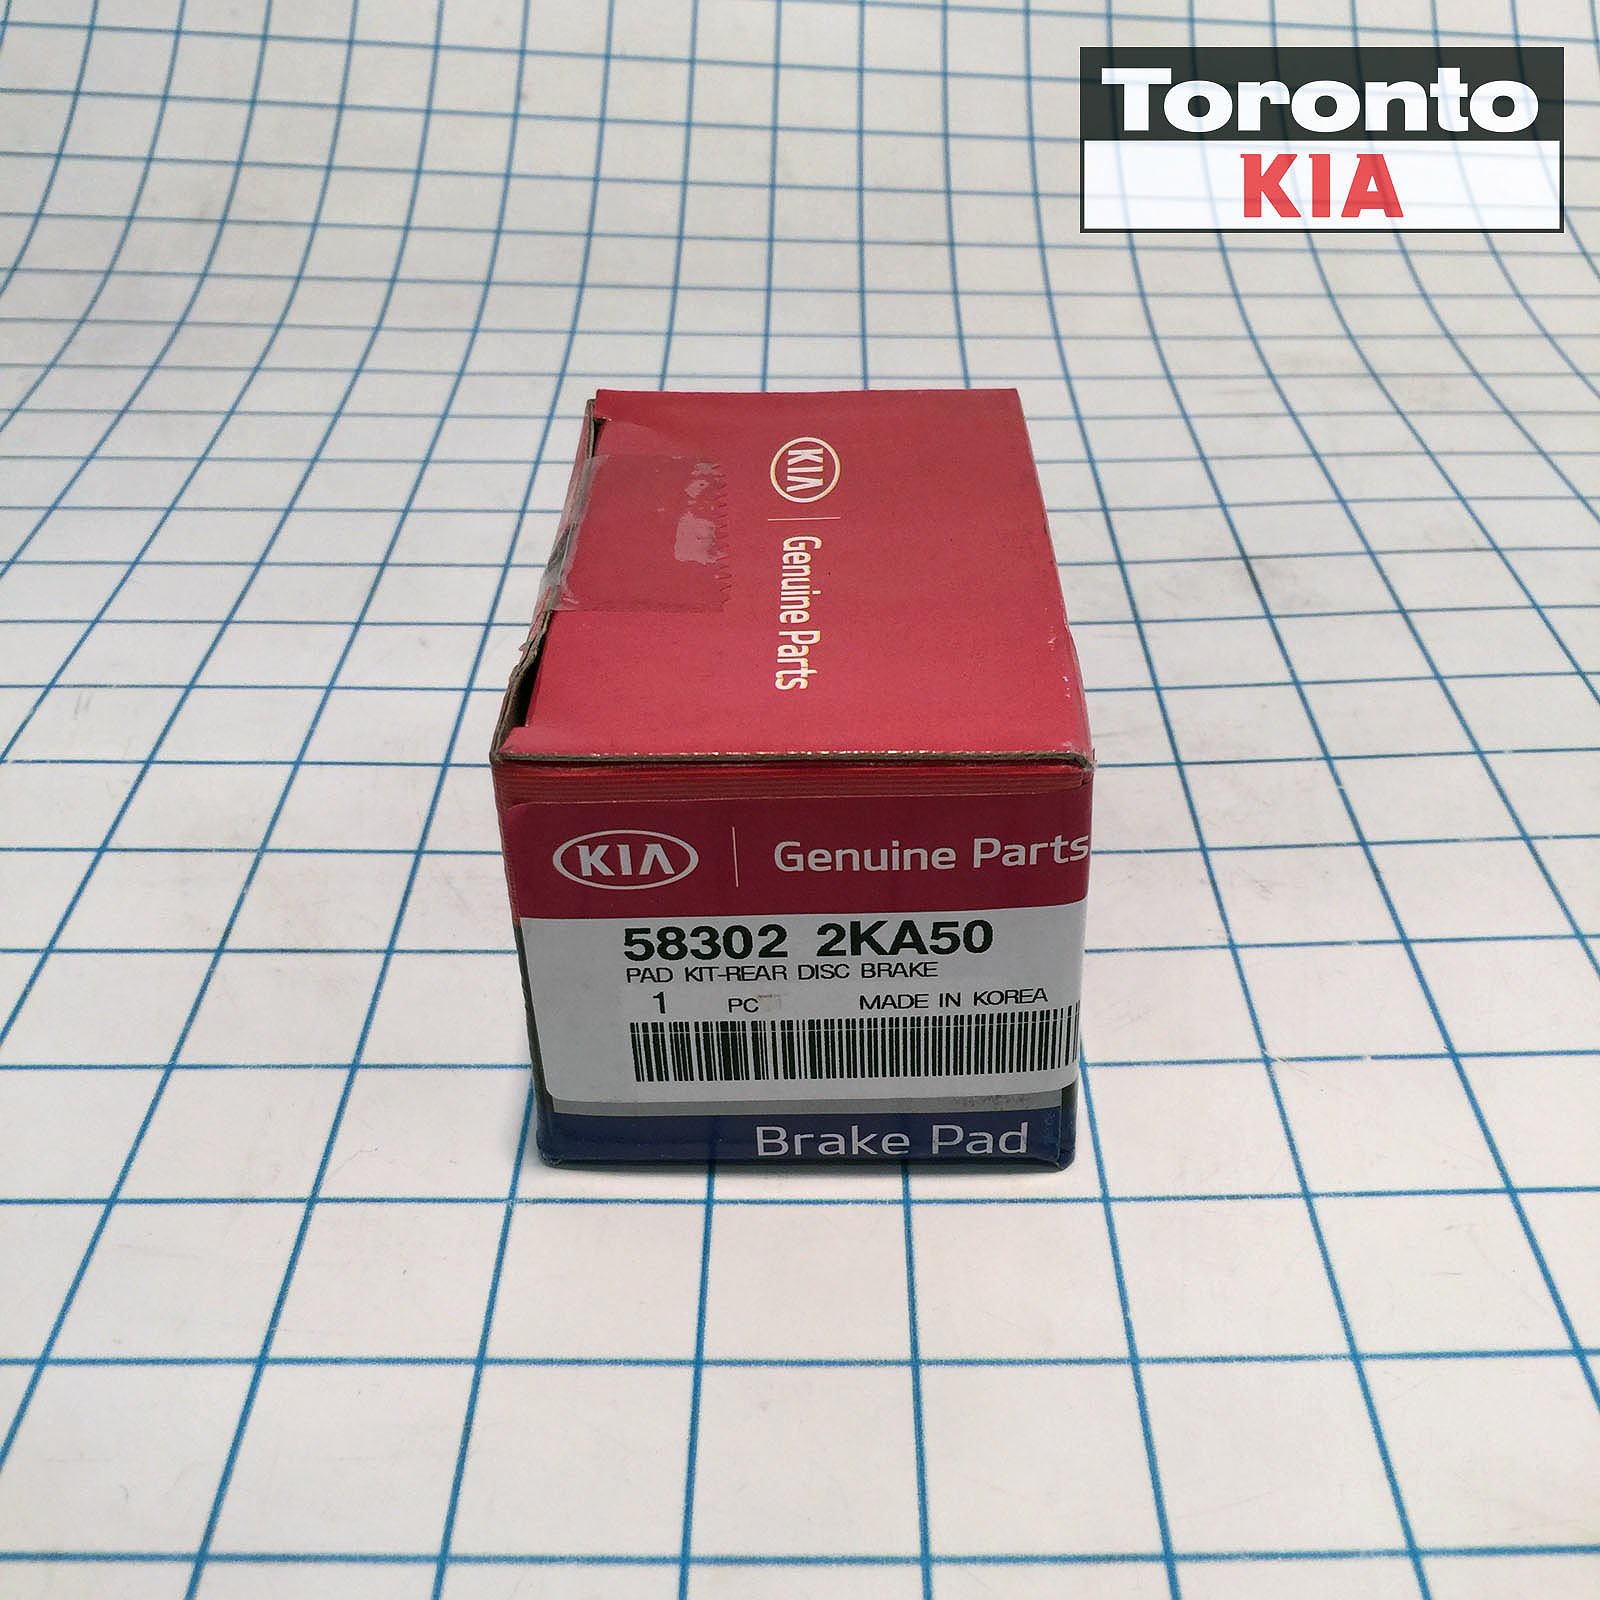 Toronto
KIA
KIA | Genuine Parts
KIA | Genuine Parts
58302 2KA50
PAD KIT-REAR DISC BRAKE
1 PC MADE IN KOREA
Brake Pad